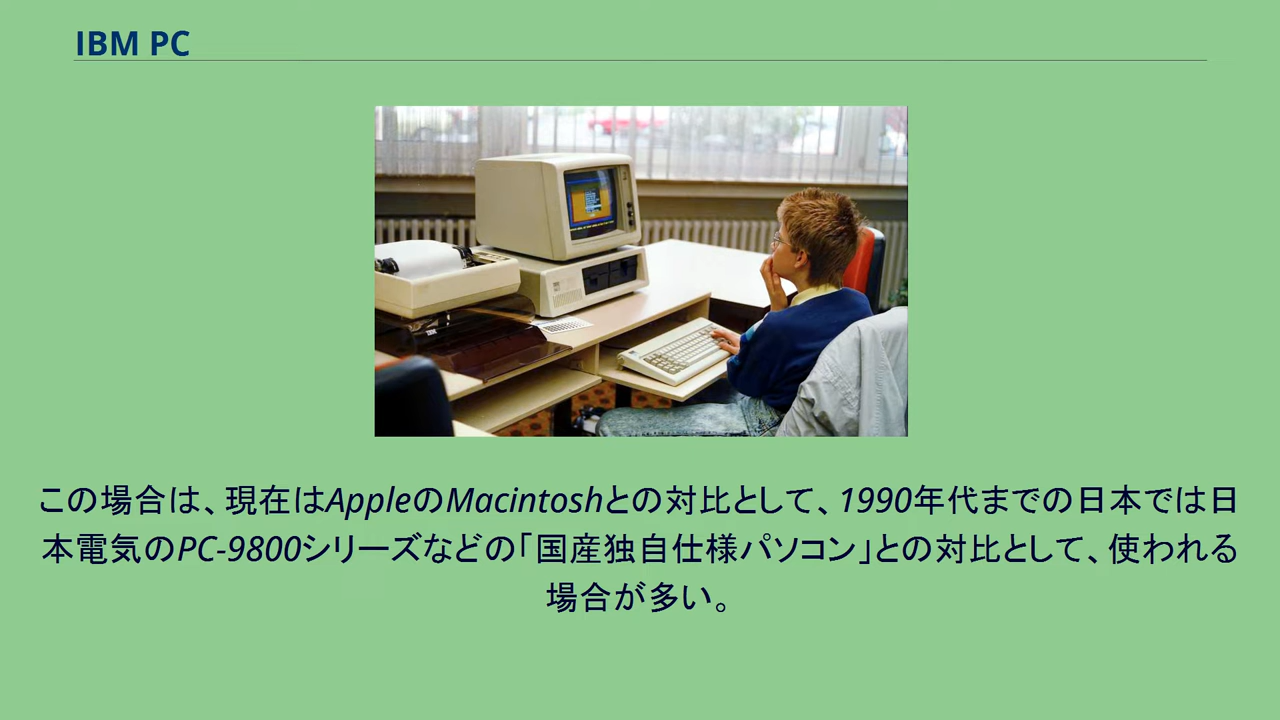 IBM PC
この場合は、現在はAppleのMacintoshとの対比として、1990年代までの日本では日
本電気のPC-9800シリーズなどの「国産独自仕様パソコン」との対比として、使われる
場合が多い。